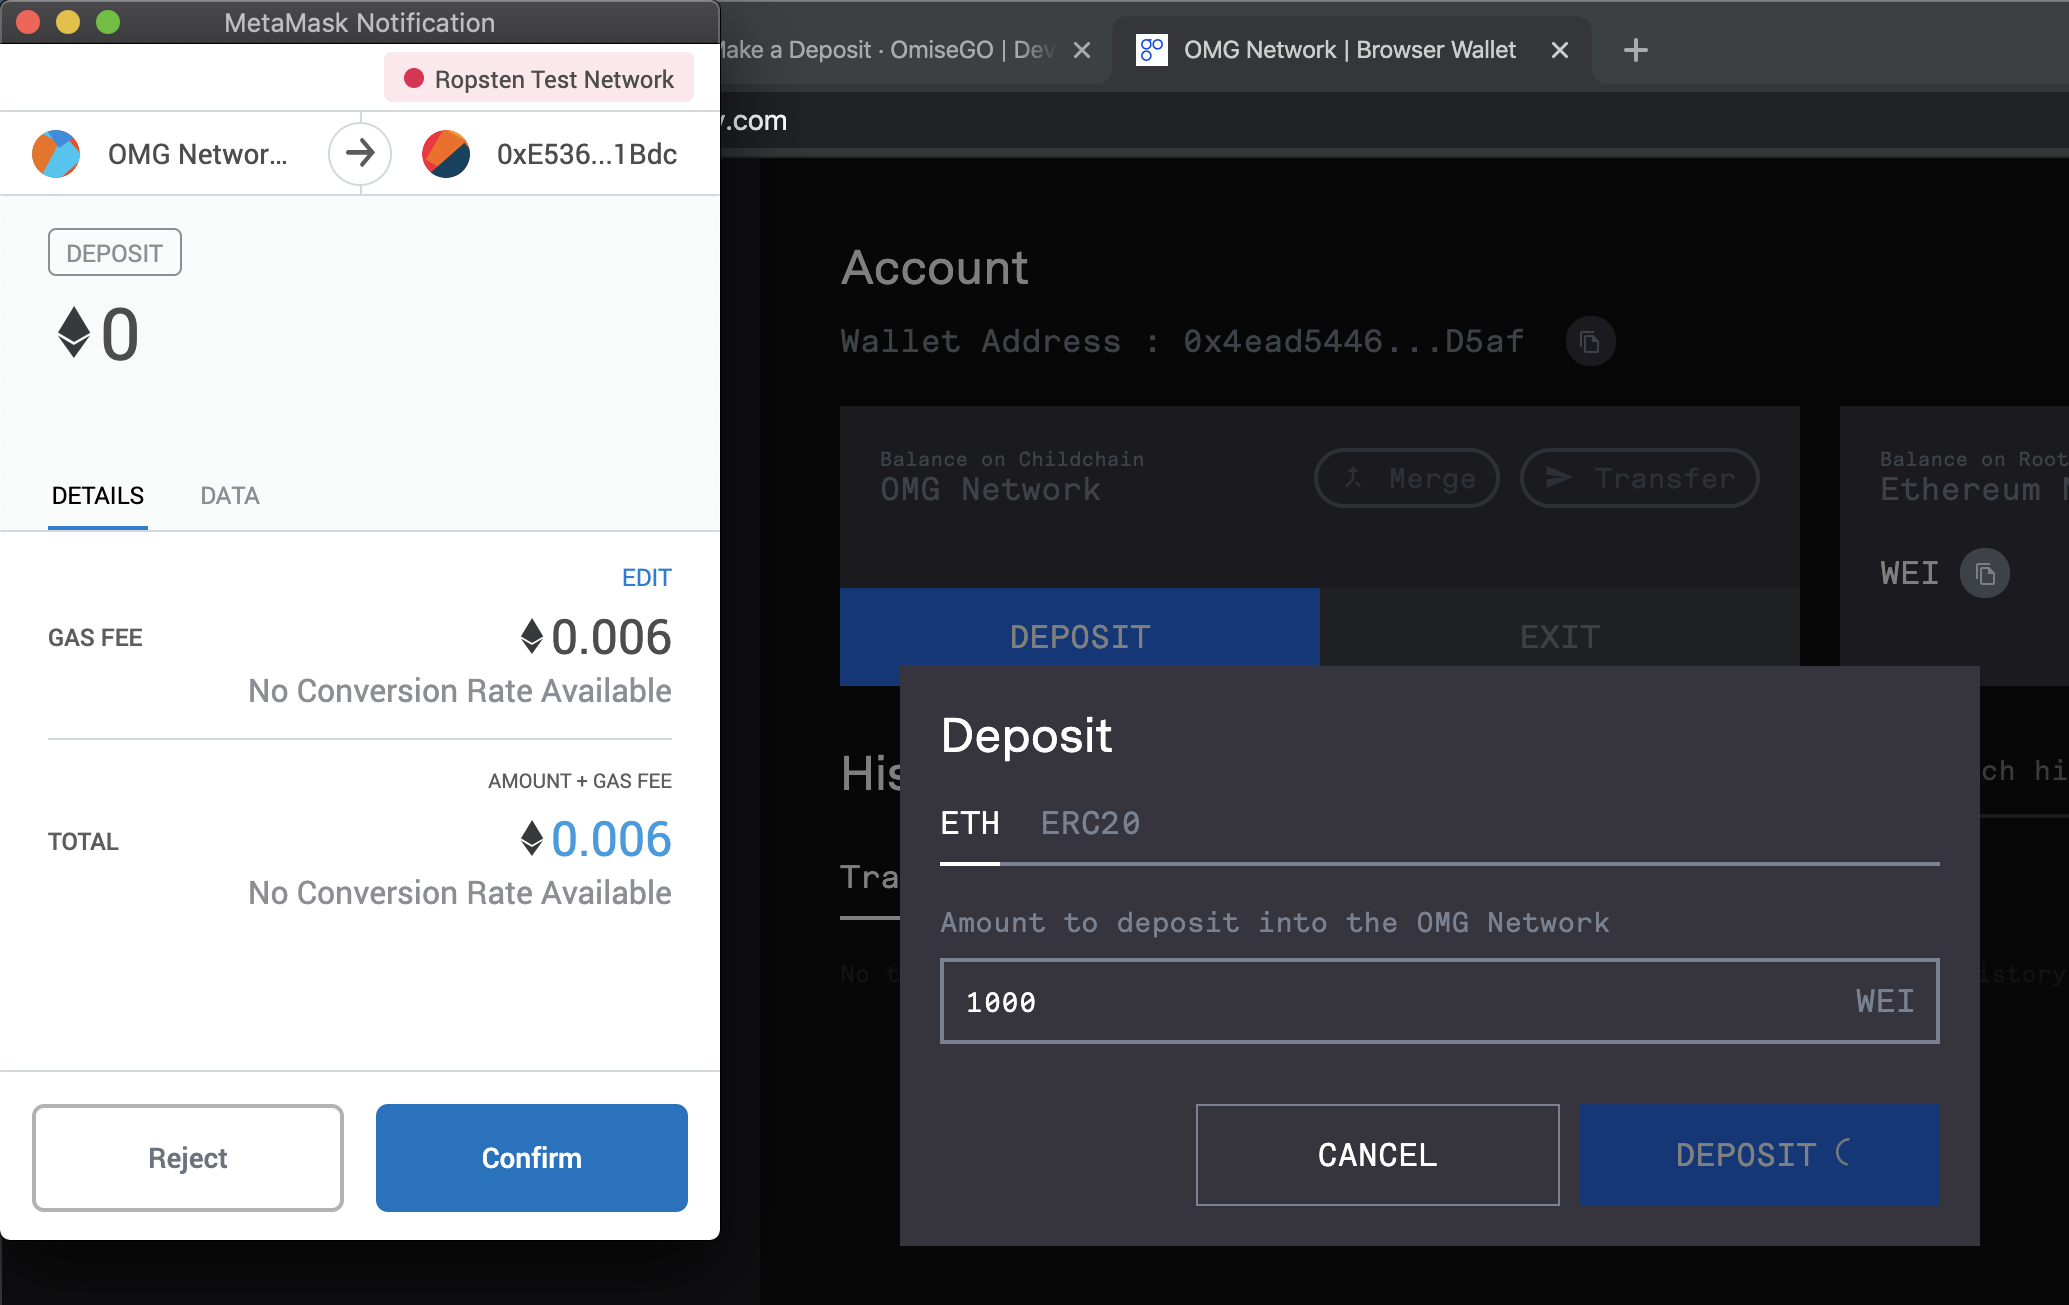 MetaMask Notification
Ropsten Test Network
OMG Networ...
0xE536...1Bdc
DEPOSIT
0
DETAILS
DATA
EDIT
GAS FEE
0.006
No Conversion Rate Available
AMOUNT + GAS FEE
TOTAL
0.006
No Conversion Rate Available
Reject
Confirm
Make a Deposit · OmiseGO | Dev
OMG Network | Browser Wallet
.com
Account
Wallet Address : 0x4ead5446...D5af
Balance on Childchain
OMG Network
Merge
Transfer
DEPOSIT
EXIT
Balance on Root
Ethereum
WEI
His
ch hi
Tra
No t
istory
Deposit
ETH
ERC20
Amount to deposit into the OMG Network
1000
WEI
CANCEL
DEPOSIT